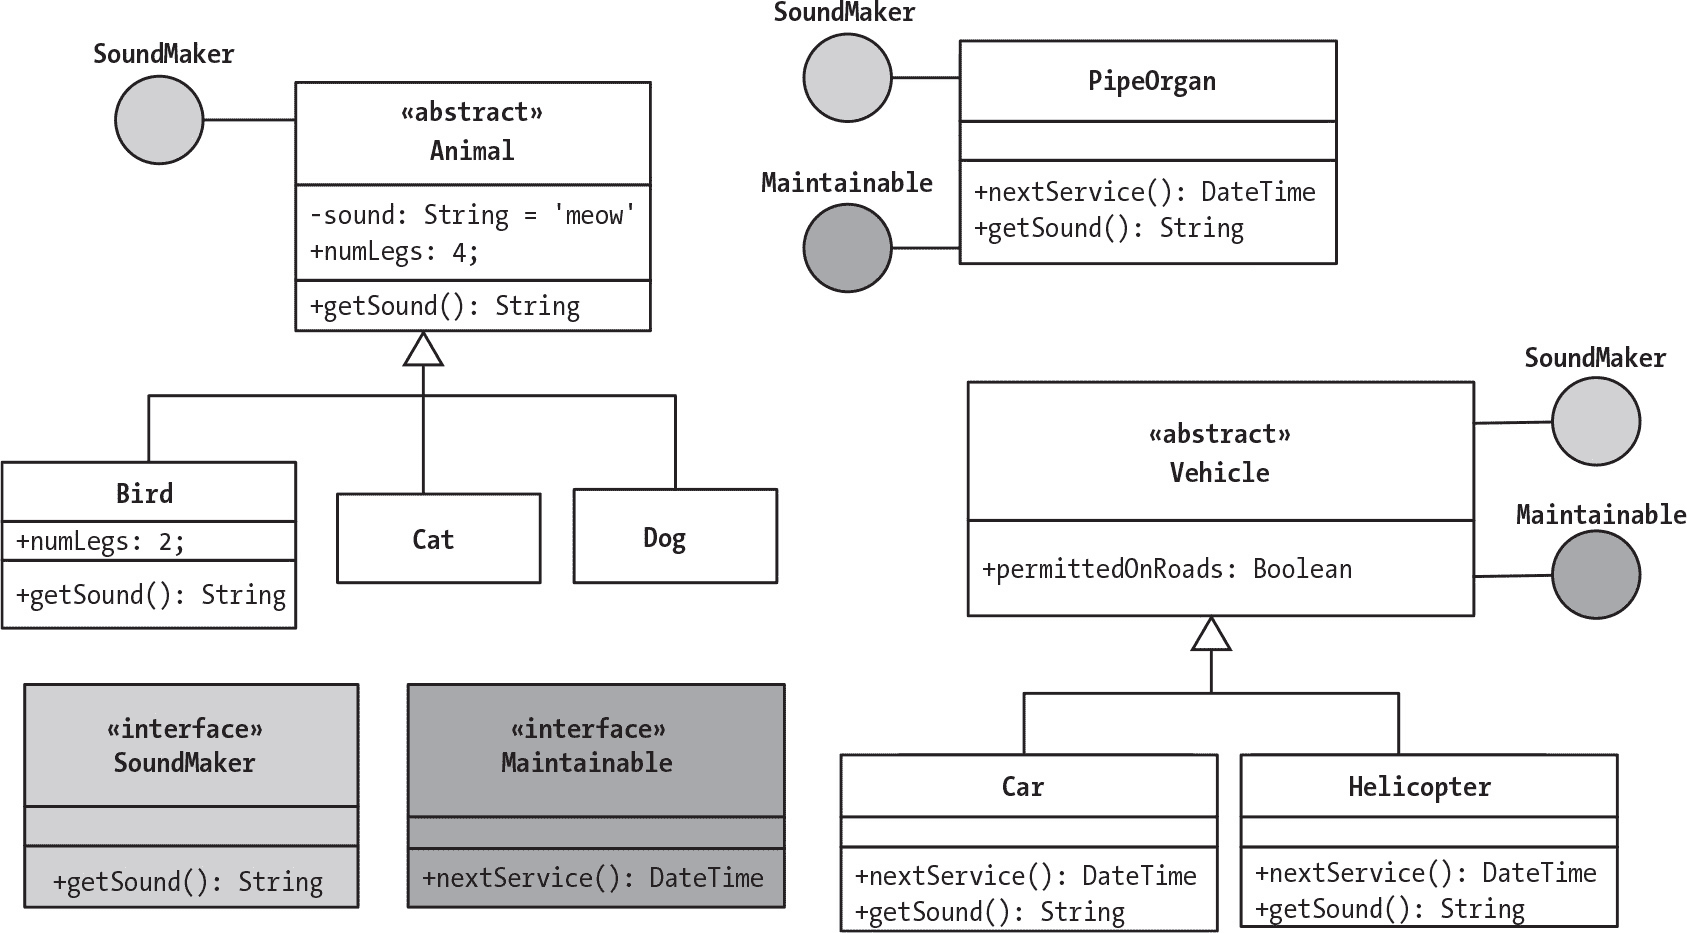 SoundMaker
«abstract»
Animal
-sound: String = 'meow'
+numLegs: 4;
+getSound(): String
Bird
+numLegs: 2;
+getSound(): String
Cat
Dog
SoundMaker
Maintainable
PipeOrgan
+nextService(): DateTime
+getSound(): String
SoundMaker
Maintainable
«abstract»
Vehicle
+permittedOnRoads: Boolean
Car
+nextService(): DateTime
+getSound(): String
Helicopter
+nextService(): DateTime
+getSound(): String
«interface»
SoundMaker
+getSound(): String
«interface»
Maintainable
+nextService(): DateTime